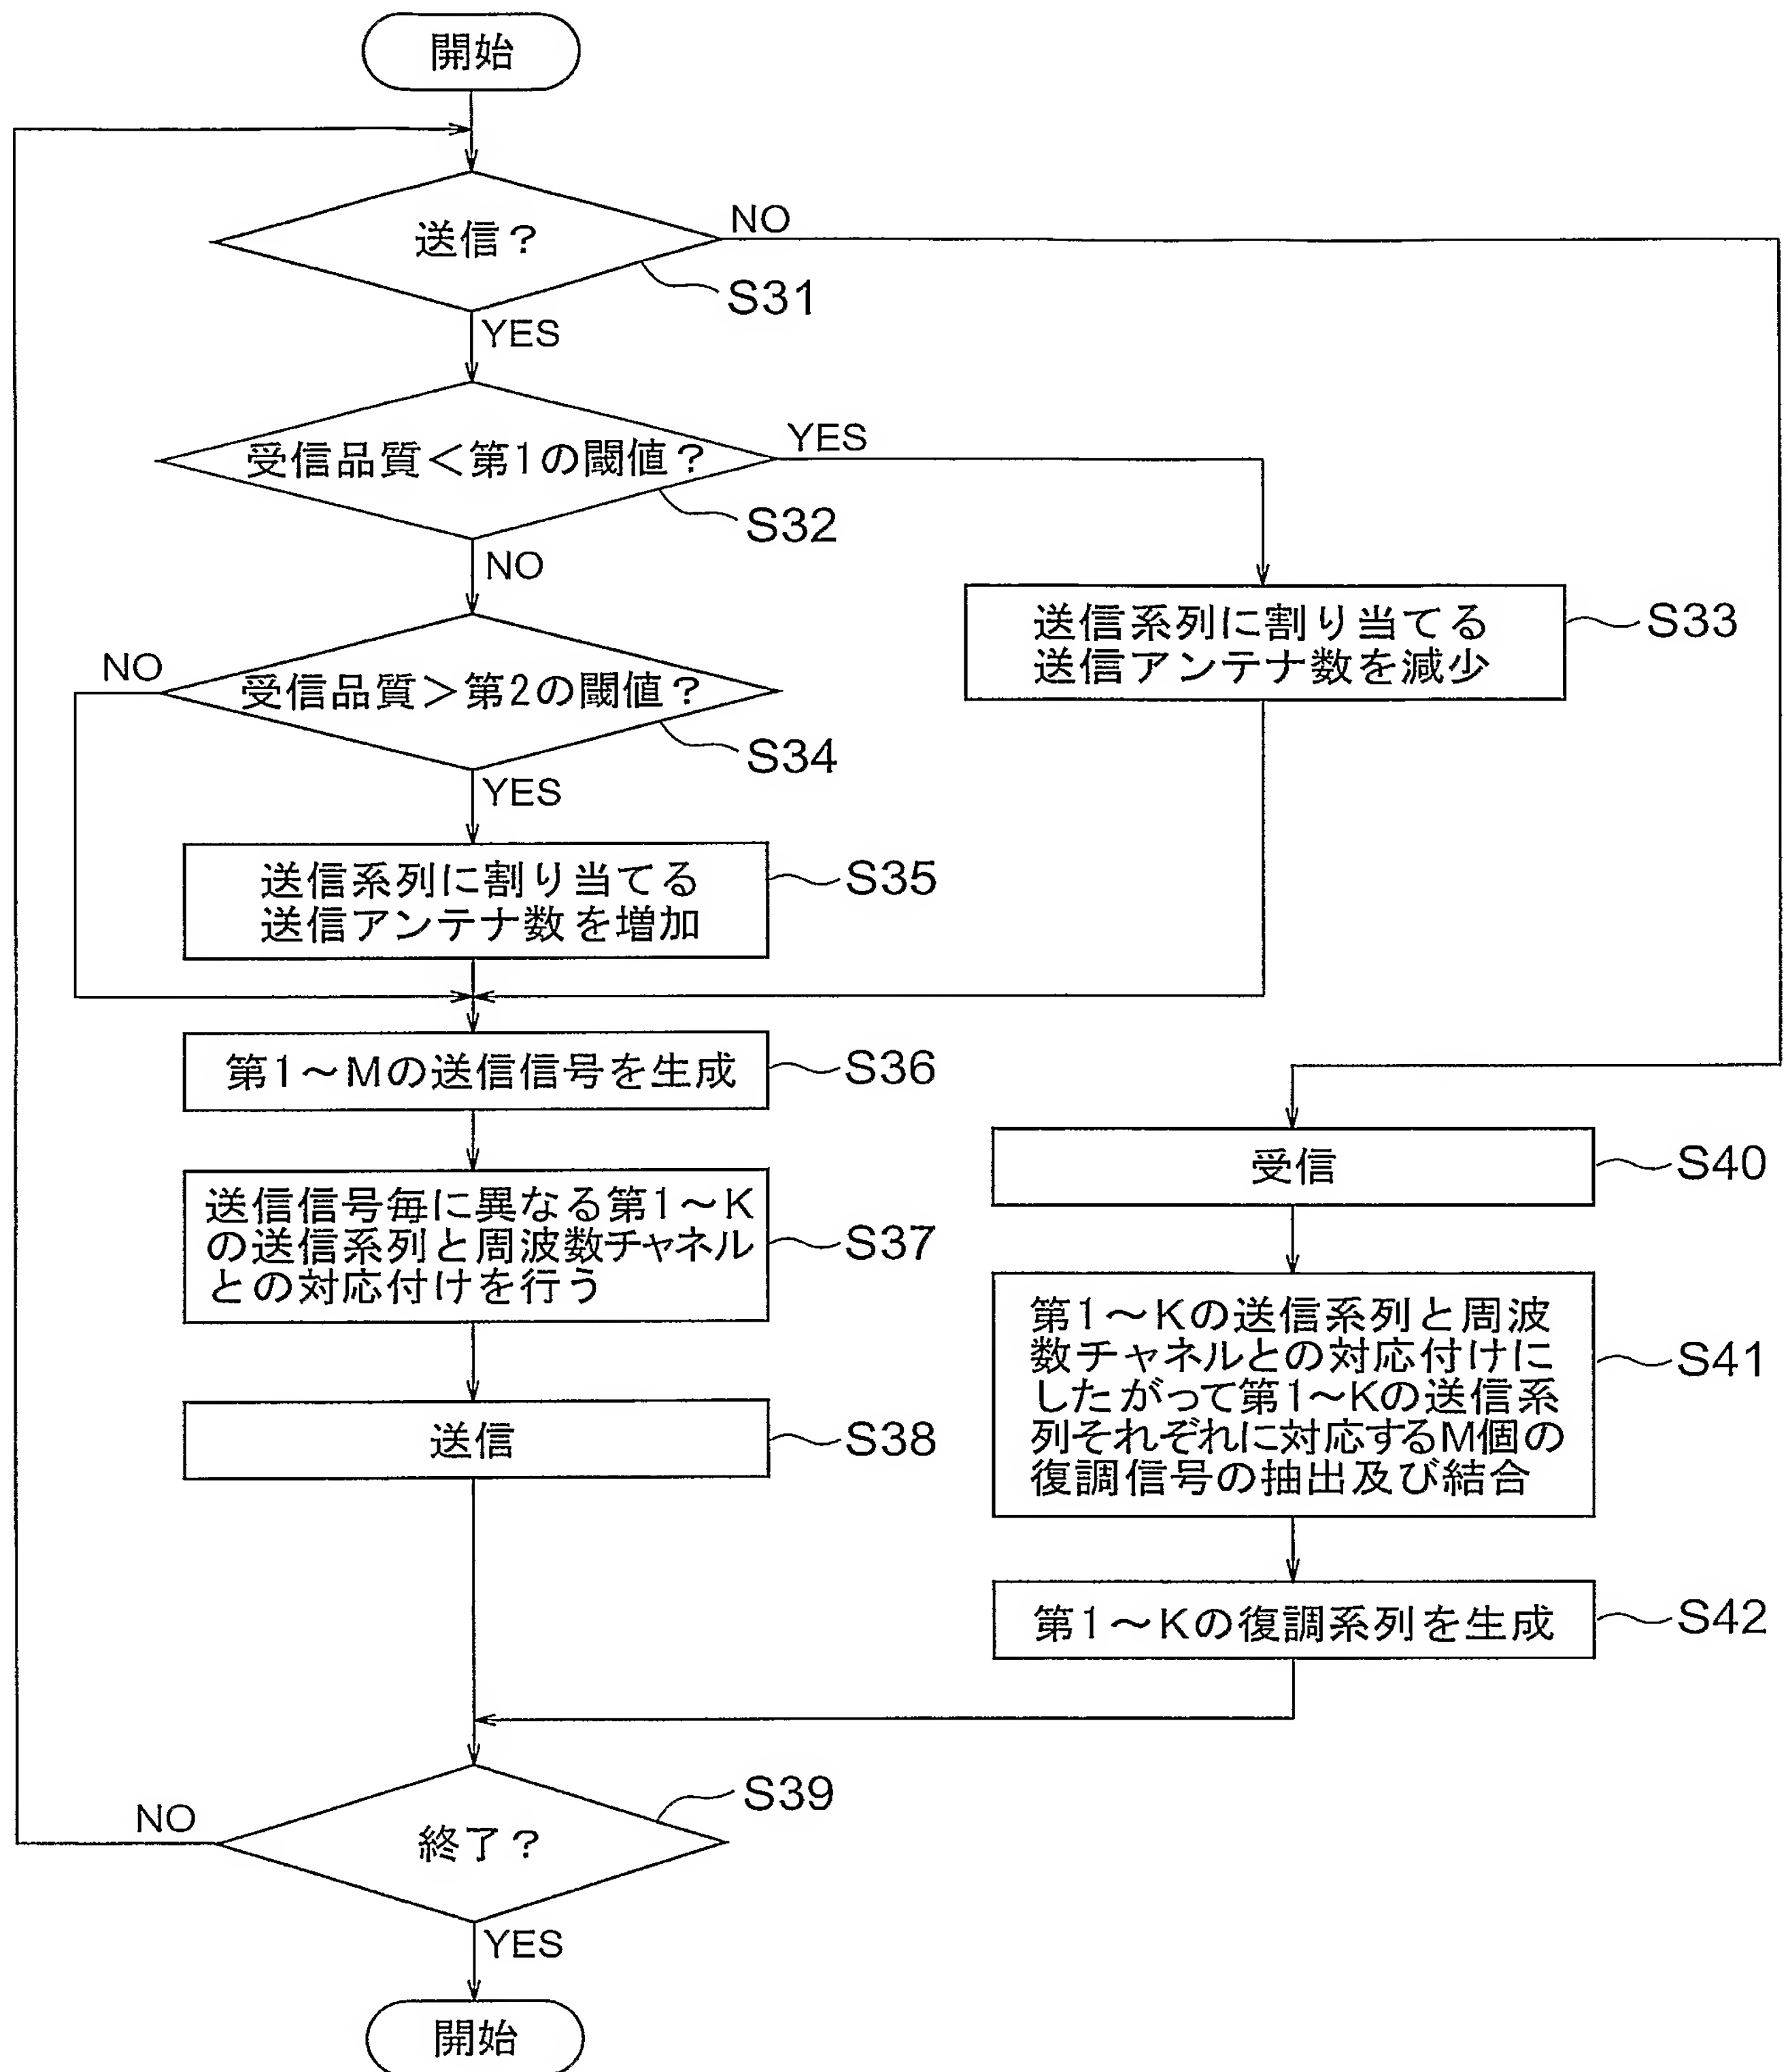 開始
送信？
NO
S31
YES
受信品質＜第1の閾値？
YES
S32
NO
送信系列に割り当てる
送信アンテナ数を減少
S33
NO
受信品質＞第2の閾値？
S34
YES
送信系列に割り当てる
送信アンテナ数を増加
S35
第1～Mの送信信号を生成
S36
送信信号毎に異なる第1～K
の送信系列と周波数チャネル
との対応付けを行う
S37
送信
S38
受信
S40
第1～Kの送信系列と周波
数チャネルとの対応付けに
したがって第1～Kの送信系
列それぞれに対応するM個の
復調信号の抽出及び結合
S41
第1～Kの復調系列を生成
S42
S39
NO
終了？
YES
開始